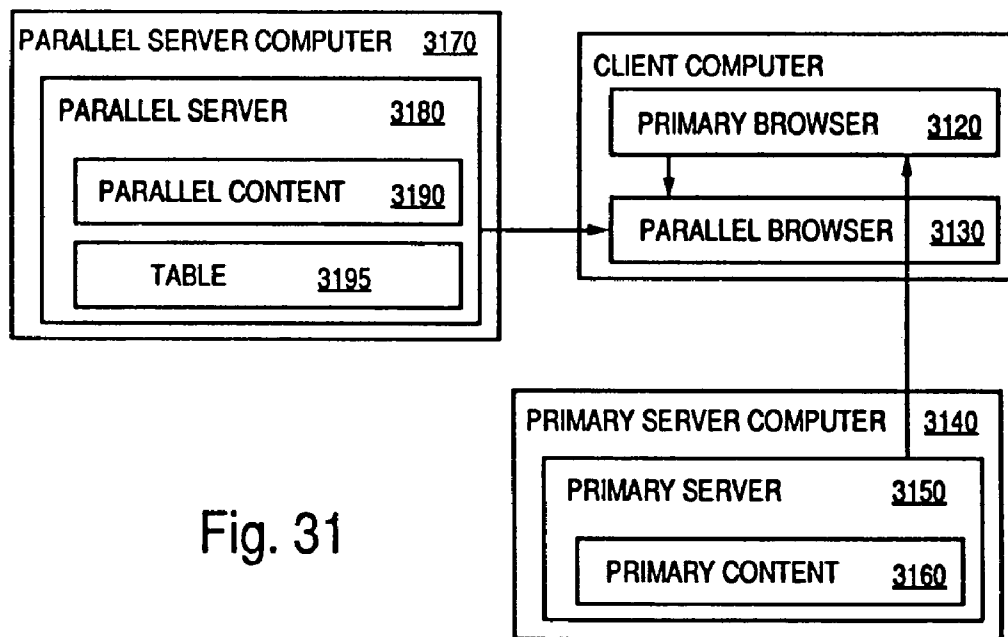 PARALLEL SERVER COMPUTER 3170
PARALLEL SERVER 3180
PARALLEL CONTENT 3190
TABLE 3195
CLIENT COMPUTER
PRIMARY BROWSER 3120
PARALLEL BROWSER 3130
PRIMARY SERVER COMPUTER 3140
PRIMARY SERVER 3150
PRIMARY CONTENT 3160
Fig. 31